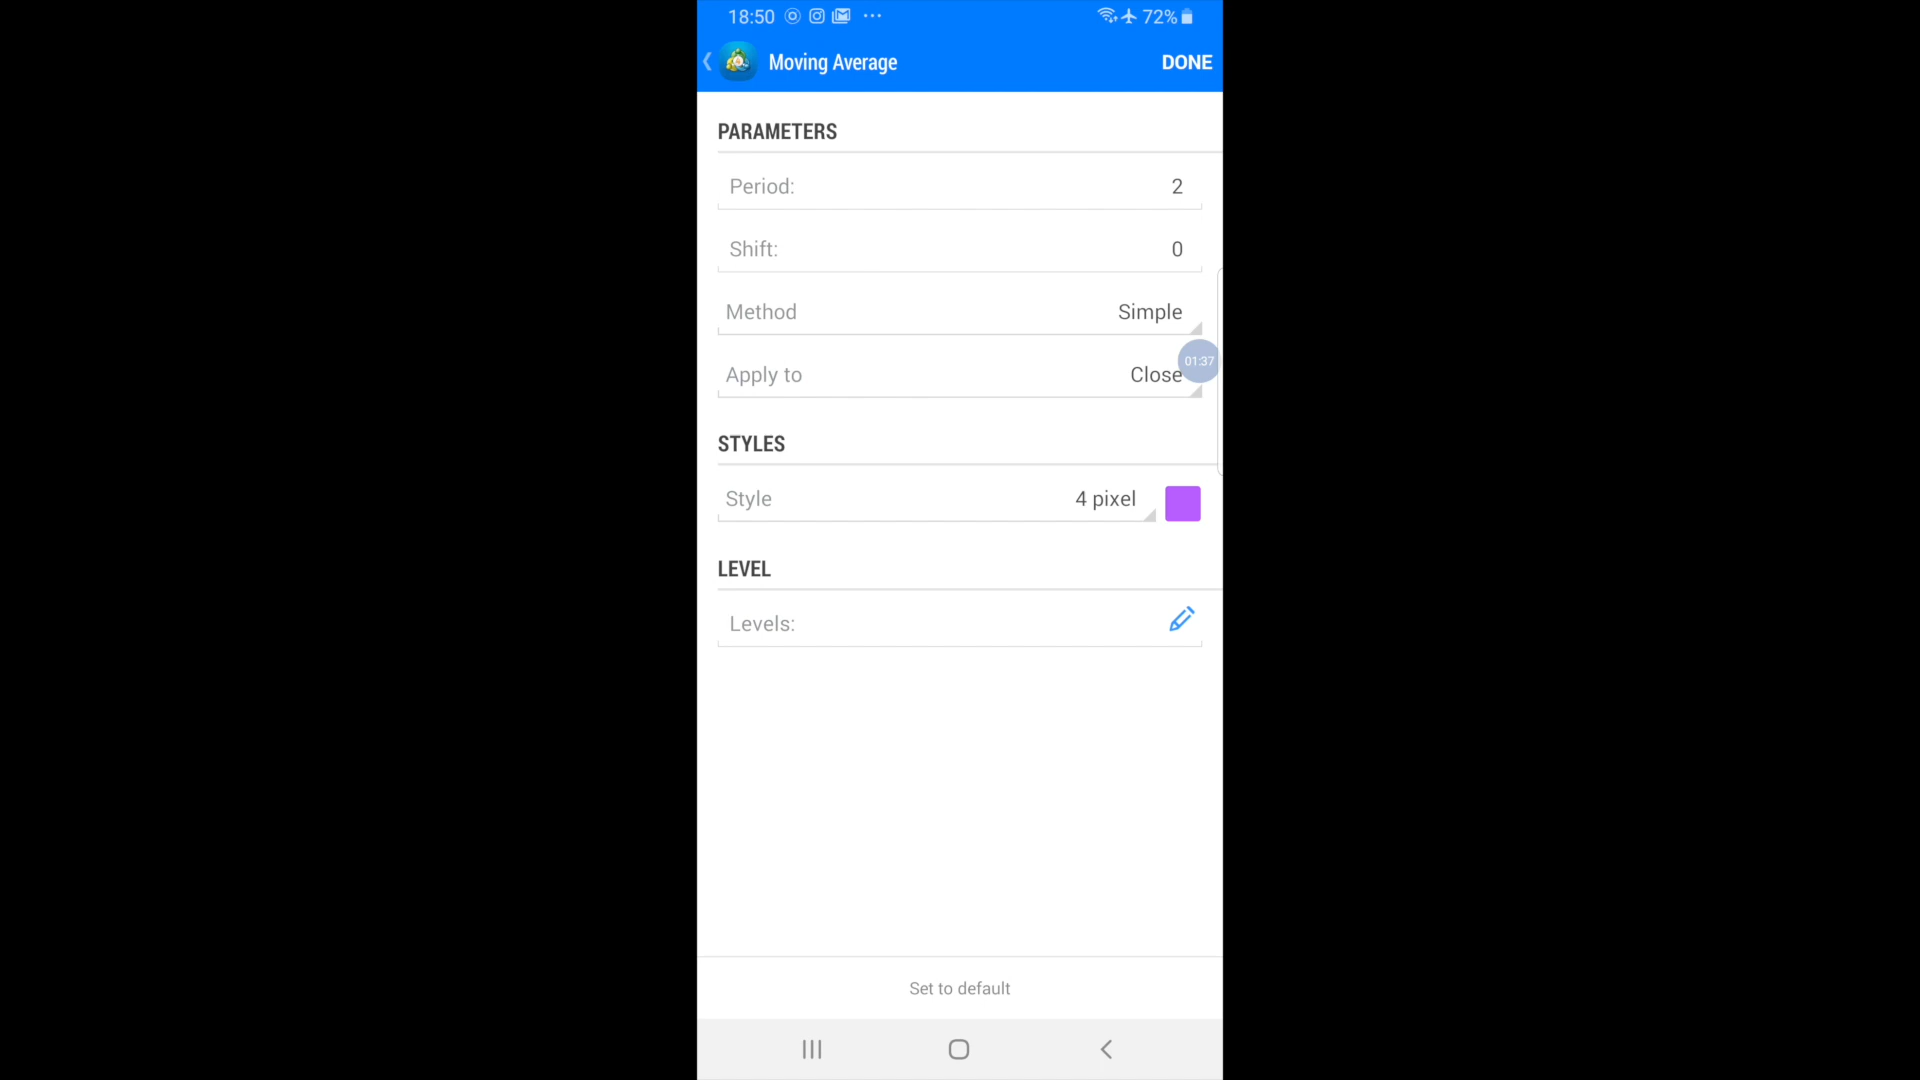 18:50 72%
Moving Average DONE
PARAMETERS
Period: 2
Shift: 0
Method Simple
01:37
Apply to Close
STYLES
Style 4 pixel
LEVEL
Levels:
Set to default